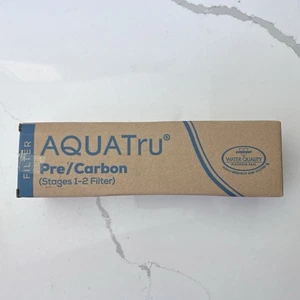 FILTER
AQUATru®
Pre/Carbon
(Stages 1-2 Filter)
WATER QUALITY